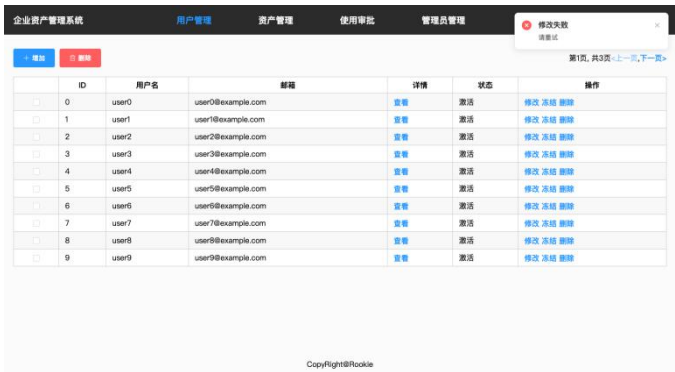 企业资产管理系统 用户管理 资产管理 使用审批 管理员管理
修改失败 ×
请重试
+ 增加 删除 第1页, 共3页<上一页,下一页>
ID 用户名 邮箱 详情 状态 操作
0 user0 user0@example.com 查看 激活 修改 冻结 删除
1 user1 user1@example.com 查看 激活 修改 冻结 删除
2 user2 user2@example.com 查看 激活 修改 冻结 删除
3 user3 user3@example.com 查看 激活 修改 冻结 删除
4 user4 user4@example.com 查看 激活 修改 冻结 删除
5 user5 user5@example.com 查看 激活 修改 冻结 删除
6 user6 user6@example.com 查看 激活 修改 冻结 删除
7 user7 user7@example.com 查看 激活 修改 冻结 删除
8 user8 user8@example.com 查看 激活 修改 冻结 删除
9 user9 user9@example.com 查看 激活 修改 冻结 删除
CopyRight@Rookie